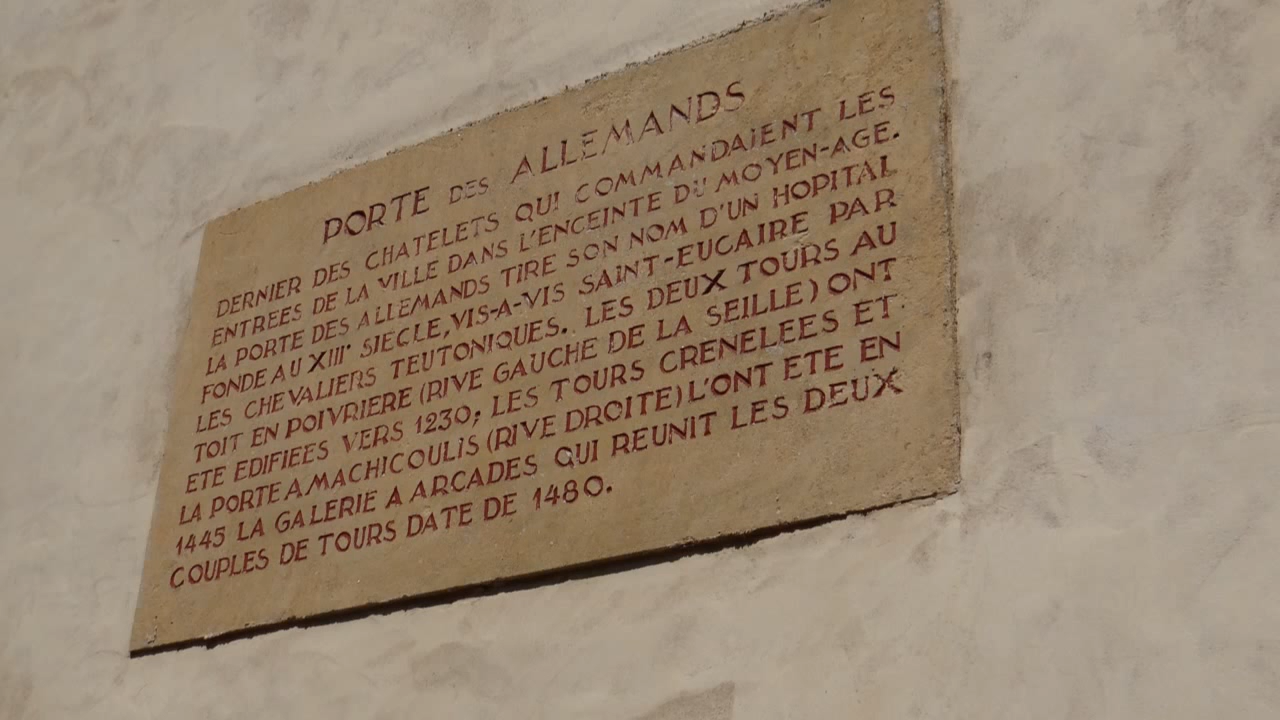 PORTE DES ALLEMANDS
DERNIER DES CHATELETS QUI COMMANDAIENT LES
ENTREES DE LA VILLE DANS L'ENCEINTE DU MOYEN-AGE.
LA PORTE DES ALLEMANDS TIRE SON NOM D'UN HOPITAL
FONDE AU XIIIe SIECLE, VIS-A-VIS SAINT-EUCAIRE PAR
LES CHEVALIERS TEUTONIQUES. LES DEUX TOURS AU
TOIT EN POIVRIERE (RIVE GAUCHE DE LA SEILLE) ONT
ETE EDIFIEES VERS 1230; LES TOURS CRENELEES ET
LA PORTE A MACHICOULIS (RIVE DROITE) L'ONT ETE EN
1445 LA GALERIE A ARCADES QUI REUNIT LES DEUX
COUPLES DE TOURS DATE DE 1480.